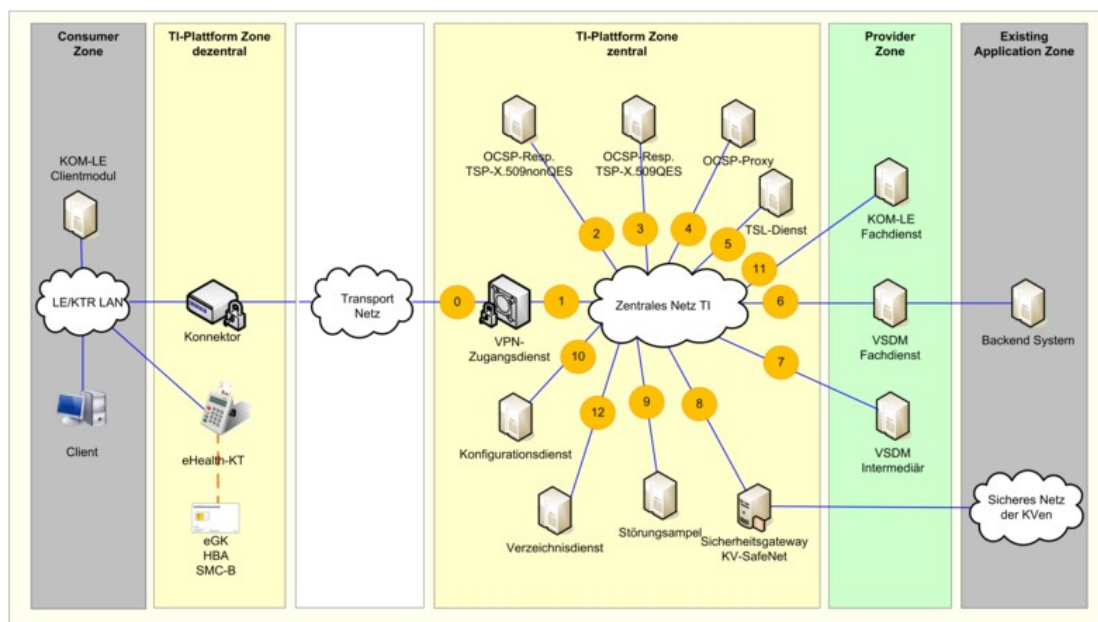 Consumer
Zone
TI-Plattform Zone
dezentral
TI-Plattform Zone
zentral
Provider
Zone
Existing
Application Zone
KOM-LE
Clientmodul
LE/KTR LAN
Client
Konnektor
eHealth-KT
eGK
HBA
SMC-B
Transport
Netz
0
VPN-
Zugangsdienst
1
OCSP-Resp.
TSP-X.509nonQES
OCSP-Resp.
TSP-X.509QES
OCSP-Proxy
TSL-Dienst
2
3
4
5
11
Zentrales Netz TI
6
7
10
12
9
8
Konfigurationsdienst
Verzeichnisdienst
Störungsampel
Sicherheitsgateway
KV-SafeNet
KOM-LE
Fachdienst
VSDM
Fachdienst
VSDM
Intermediär
Backend System
Sicheres Netz
der KVen